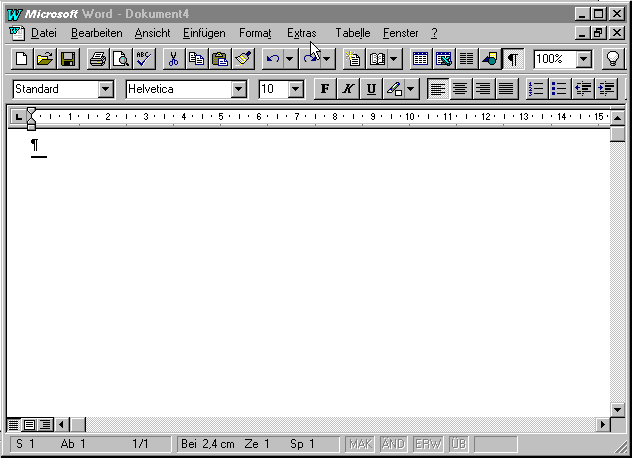 Microsoft Word - Dokument4
Datei Bearbeiten Ansicht Einfügen Format Extras Tabelle Fenster ?
ABC 100%
Standard Helvetica 10 F K U
1 2 3 4 5 6 7 8 9 10 11 12 13 14 15
¶
S 1 Ab 1 1/1 Bei 2,4 cm Ze 1 Sp 1 MAK ÄND ERW ÜB